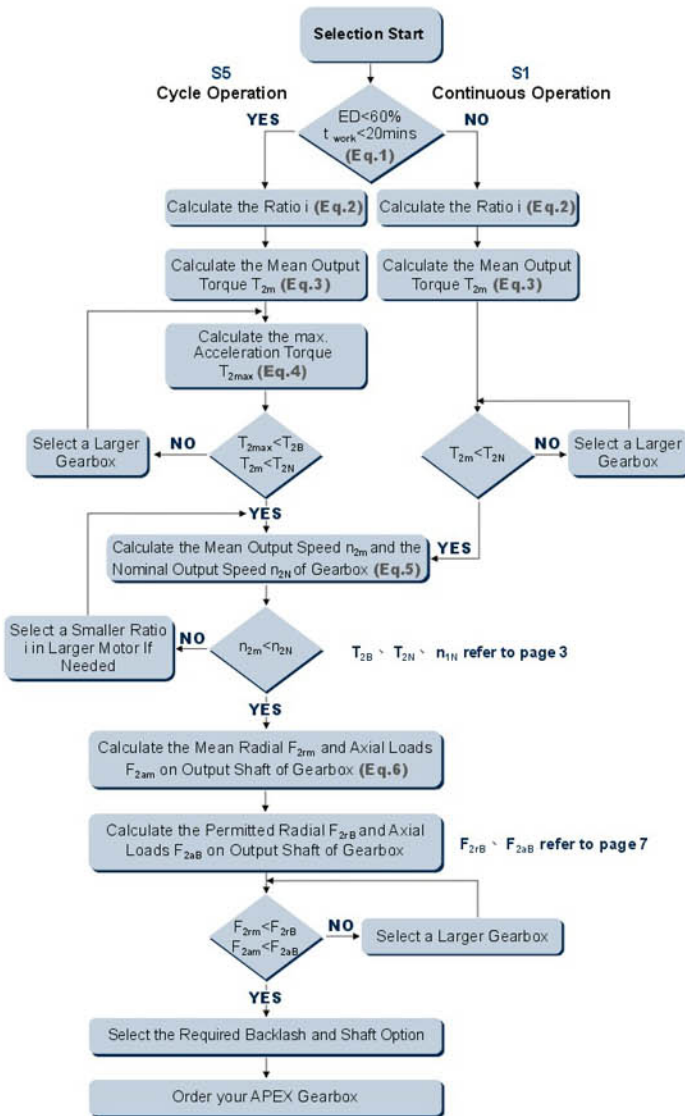 Selection Start
S5
Cycle Operation
S1
Continuous Operation
YES
ED<60%
t work<20mins
(Eq.1)
NO
Calculate the Ratio i (Eq.2)
Calculate the Ratio i (Eq.2)
Calculate the Mean Output
Torque T2m (Eq.3)
Calculate the Mean Output
Torque T2m (Eq.3)
Calculate the max.
Acceleration Torque
T2max (Eq.4)
Select a Larger
Gearbox
NO
T2max<T2B
T2m<T2N
T2m<T2N
NO
Select a Larger
Gearbox
YES
Calculate the Mean Output Speed n2m and the
Nominal Output Speed n2N of Gearbox (Eq.5)
YES
Select a Smaller Ratio
i in Larger Motor If
Needed
NO
n2m<n2N
T2B、T2N、n1N refer to page 3
YES
Calculate the Mean Radial F2rm and Axial Loads
F2am on Output Shaft of Gearbox (Eq.6)
Calculate the Permitted Radial F2rB and Axial
Loads F2aB on Output Shaft of Gearbox
F2rB、F2aB refer to page 7
F2rm<F2rB
F2am<F2aB
NO
Select a Larger Gearbox
YES
Select the Required Backlash and Shaft Option
Order your APEX Gearbox